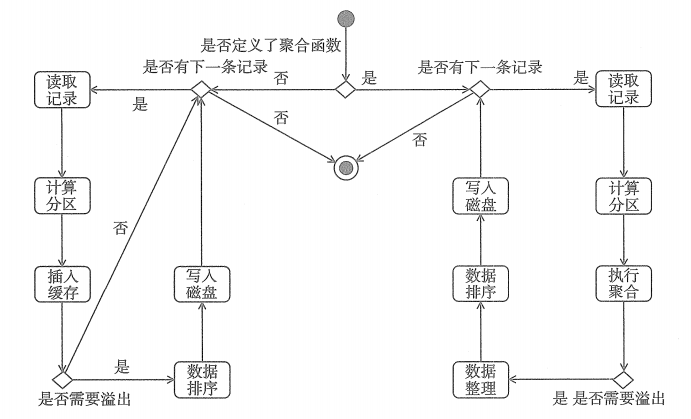 是否定义了聚合函数
是否有下一条记录
否
是
是否有下一条记录
是
读取
记录
是
否
否
读取
记录
计算
分区
否
写入
磁盘
计算
分区
插入
缓存
写入
磁盘
数据
排序
执行
聚合
是
数据
排序
数据
整理
是否需要溢出
是 是否需要溢出